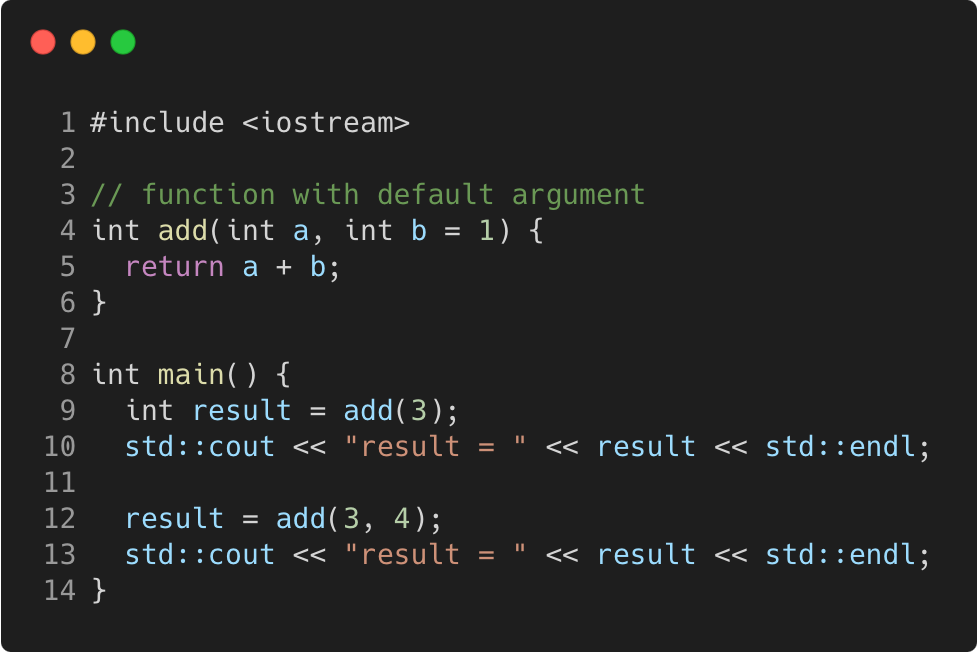 1 #include <iostream>
2
3 // function with default argument
4 int add(int a, int b = 1) {
5   return a + b;
6 }
7
8 int main() {
9   int result = add(3);
10   std::cout << "result = " << result << std::endl;
11
12   result = add(3, 4);
13   std::cout << "result = " << result << std::endl;
14 }